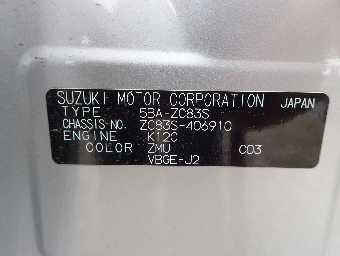 SUZUKI MOTOR CORPORATION JAPAN
TYPE 5BA-ZC83S
CHASSIS NO. ZC83S-406910
ENGINE K12C
COLOR ZMU C03
VBGE-J2